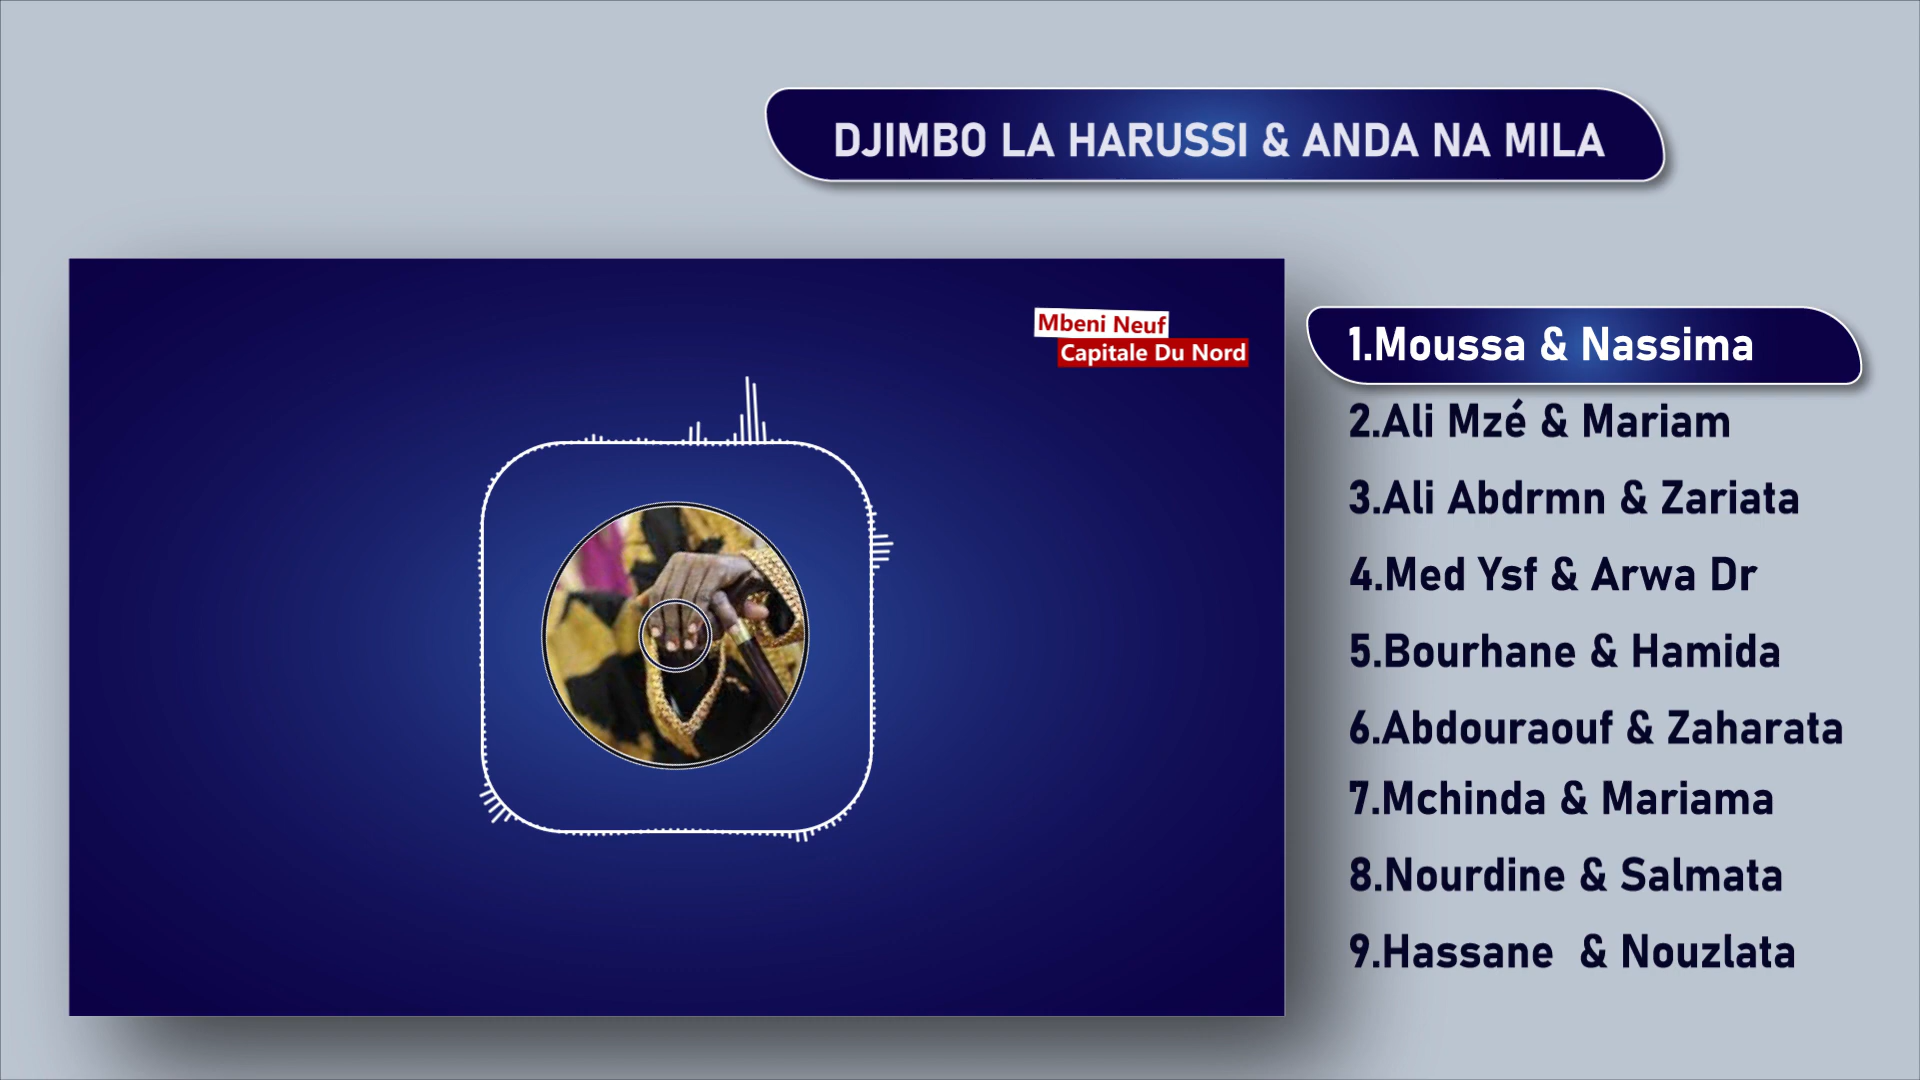 DJIMBO LA HARUSSI & ANDA NA MILA
Mbeni Neuf
Capitale Du Nord
1.Moussa & Nassima
2.Ali Mzé & Mariam
3.Ali Abdrmn & Zariata
4.Med Ysf & Arwa Dr
5.Bourhane & Hamida
6.Abdouraouf & Zaharata
7.Mchinda & Mariama
8.Nourdine & Salmata
9.Hassane & Nouzlata